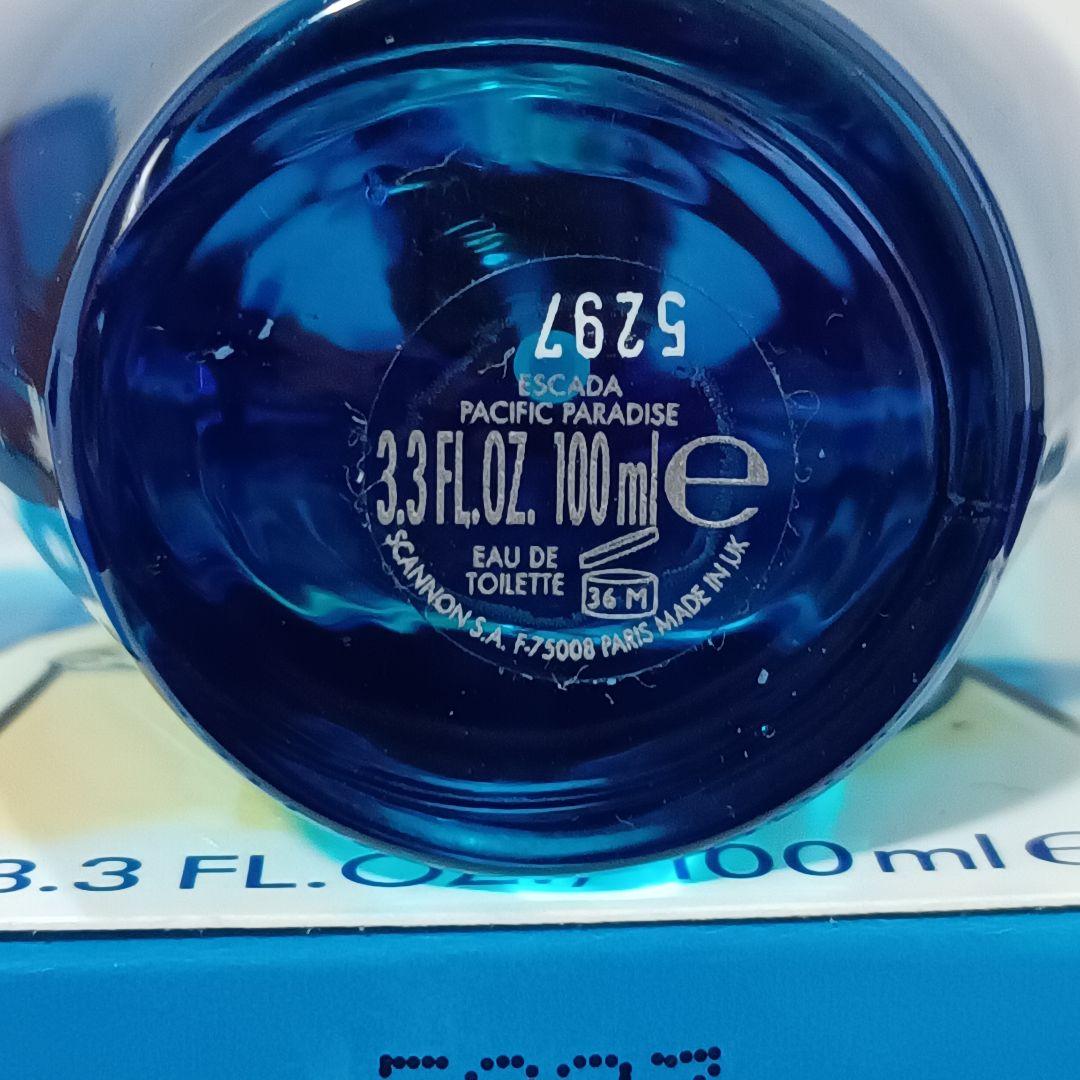 5297
ESCADA
PACIFIC PARADISE
3.3 FL.OZ. 100 ml e
EAU DE
TOILETTE
36 M
SCANNON S.A. F-75008 PARIS MADE IN UK
3.3 FL.OZ./ 100 ml e